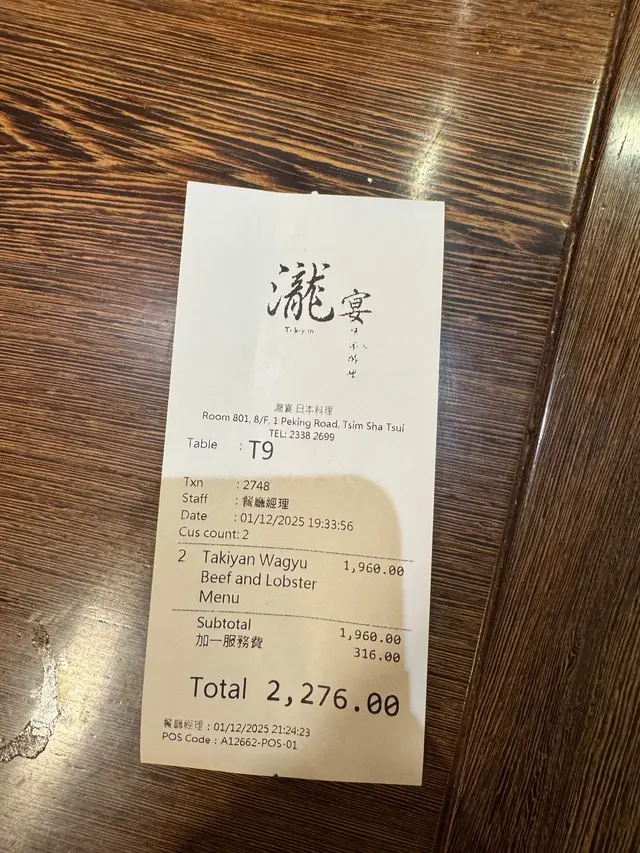 瀧宴
瀧宴 日本料理
Room 801, 8/F, 1 Peking Road, Tsim Sha Tsui
TEL: 2338 2699
Table : T9
Txn : 2748
Staff : 餐廳經理
Date : 01/12/2025 19:33:56
Cus count: 2
2 Takiyan Wagyu 1,960.00
Beef and Lobster
Menu
Subtotal 1,960.00
加一服務費 316.00
Total 2,276.00
餐廳經理 : 01/12/2025 21:24:23
POS Code : A12662-POS-01